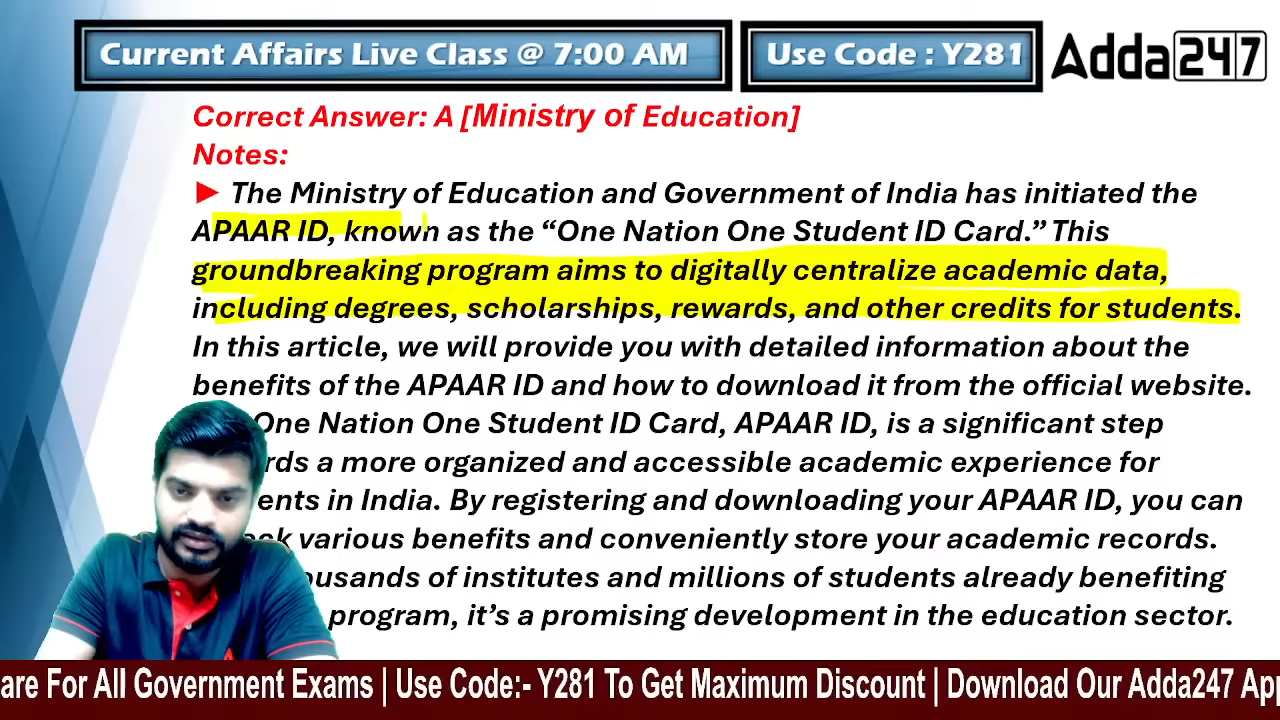 Current Affairs Live Class @ 7:00 AM
Use Code : Y281
Adda247
Correct Answer: A [Ministry of Education]
Notes:
► The Ministry of Education and Government of India has initiated the
APAAR ID, known as the “One Nation One Student ID Card.” This
groundbreaking program aims to digitally centralize academic data,
including degrees, scholarships, rewards, and other credits for students.
In this article, we will provide you with detailed information about the
benefits of the APAAR ID and how to download it from the official website.
One Nation One Student ID Card, APAAR ID, is a significant step
a more organized and accessible academic experience for
in India. By registering and downloading your APAAR ID, you can
various benefits and conveniently store your academic records.
of institutes and millions of students already benefiting
program, it’s a promising development in the education sector.
are For All Government Exams | Use Code:- Y281 To Get Maximum Discount | Download Our Adda247 App